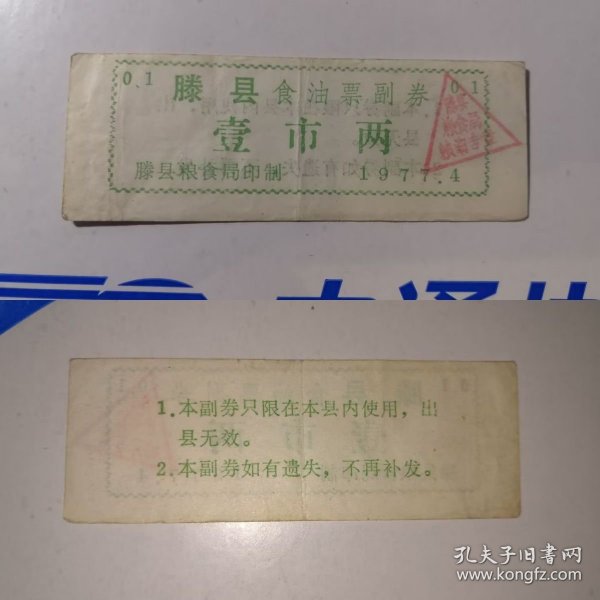 0.1
0.1
滕县食油票副券
壹市两
滕县粮食局印制 1977.4
1.本副券只限在本县内使用，出
县无效。
2.本副券如有遗失，不再补发。
孔夫子旧书网
www.kongfz.com